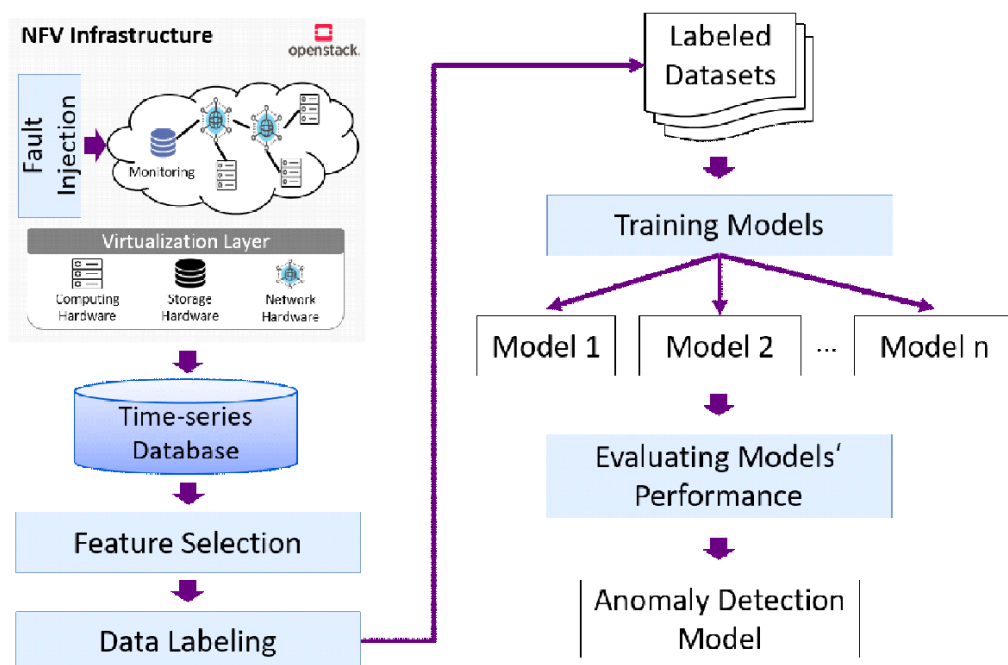 NFV Infrastructure
openstack.
Fault
Injection
Monitoring
Virtualization Layer
Computing
Hardware
Storage
Hardware
Network
Hardware
Time-series
Database
Feature Selection
Data Labeling
Labeled
Datasets
Training Models
Model 1
Model 2
...
Model n
Evaluating Models‘
Performance
Anomaly Detection
Model